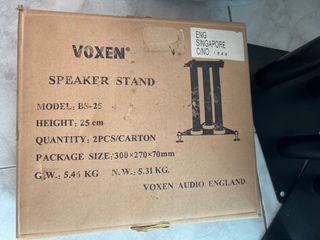 VOXEN®
ENG
SINGAPORE
C/NO.
SPEAKER STAND
MODEL: BS-25
HEIGHT: 25 cm
QUANTITY: 2PCS/CARTON
PACKAGE SIZE:300×270×70mm
G.W.: 5.46 KG. N.W.: 5.31 KG.
VOXEN AUDIO ENGLAND